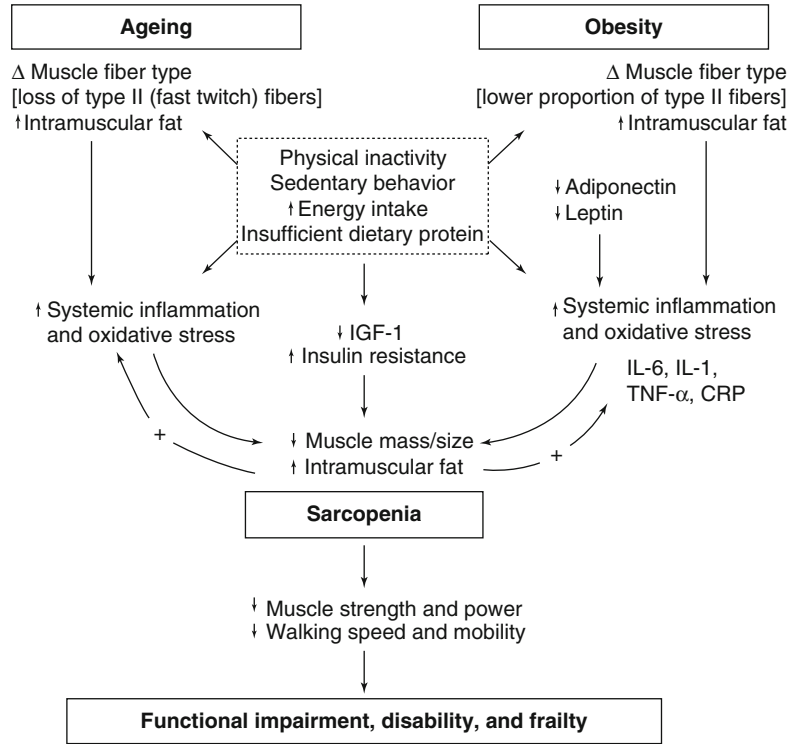 Ageing
Δ Muscle fiber type
[loss of type II (fast twitch) fibers]
↑Intramuscular fat
Obesity
Δ Muscle fiber type
[lower proportion of type II fibers]
↑Intramuscular fat
Physical inactivity
Sedentary behavior
↑Energy intake
Insufficient dietary protein
↓Adiponectin
↓Leptin
↑ Systemic inflammation
and oxidative stress
↓ IGF-1
↑ Insulin resistance
↑ Systemic inflammation
and oxidative stress
IL-6, IL-1,
TNF-α, CRP
+
↓ Muscle mass/size
↑ Intramuscular fat
+
Sarcopenia
↓ Muscle strength and power
↓ Walking speed and mobility
Functional impairment, disability, and frailty